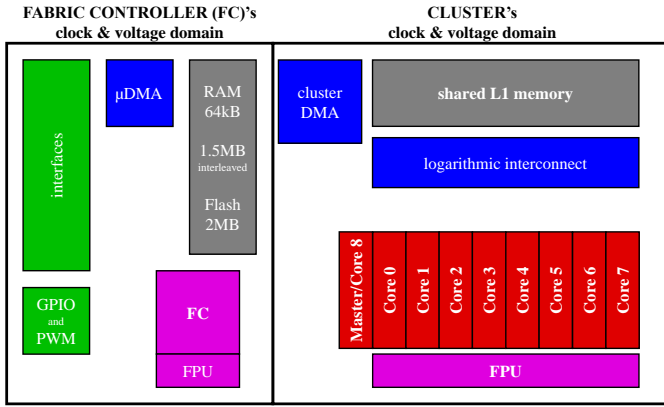 FABRIC CONTROLLER (FC)'s
clock & voltage domain
interfaces
μDMA
RAM
64kB
1.5MB
interleaved
Flash
2MB
GPIO
and
PWM
FC
FPU
CLUSTER's
clock & voltage domain
cluster
DMA
shared L1 memory
logarithmic interconnect
Master/Core 8
Core 0
Core 1
Core 2
Core 3
Core 4
Core 5
Core 6
Core 7
FPU